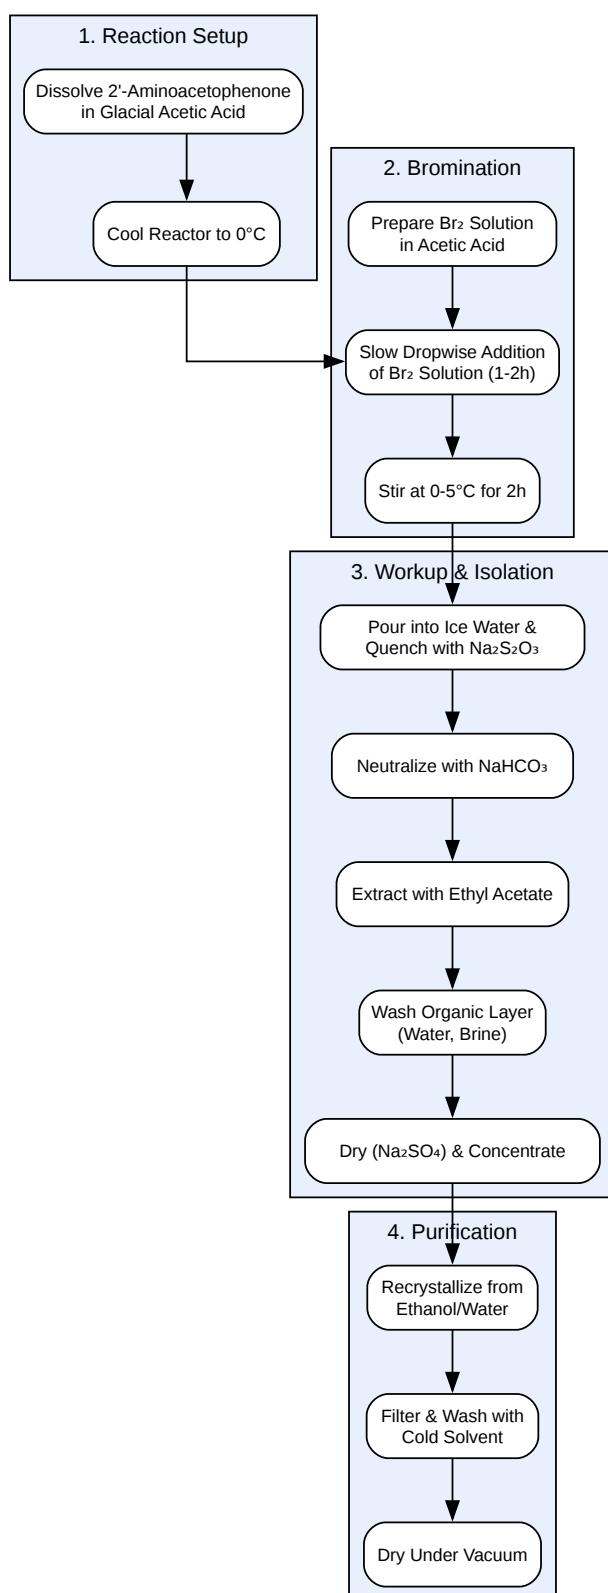 1. Reaction Setup
Dissolve 2'-Aminoacetophenone
in Glacial Acetic Acid
Cool Reactor to 0°C
2. Bromination
Prepare Br₂ Solution
in Acetic Acid
Slow Dropwise Addition
of Br₂ Solution (1-2h)
Stir at 0-5°C for 2h
3. Workup & Isolation
Pour into Ice Water &
Quench with Na₂S₂O₃
Neutralize with NaHCO₃
Extract with Ethyl Acetate
Wash Organic Layer
(Water, Brine)
Dry (Na₂SO₄) & Concentrate
4. Purification
Recrystallize from
Ethanol/Water
Filter & Wash with
Cold Solvent
Dry Under Vacuum